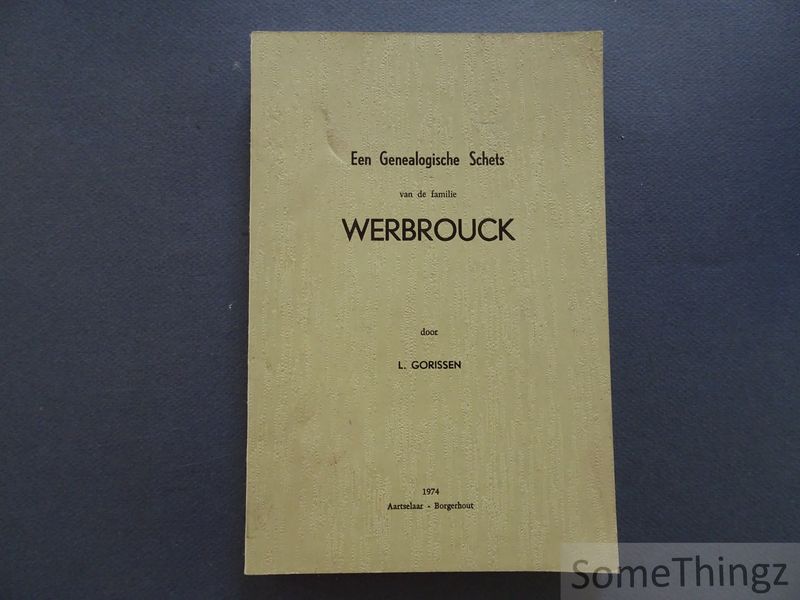 Een Genealogische Schets
van de familie
WERBROUCK
door
L. GORISSEN
1974
Aartselaar - Borgerhout
SomeThingz